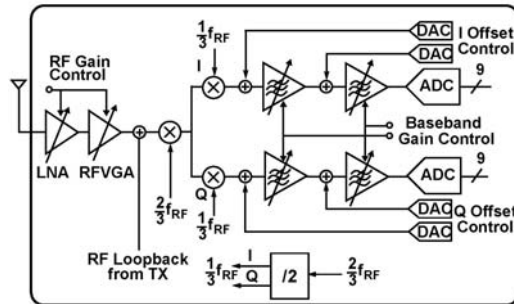 1/3 fRF
DAC
I Offset
DAC
Control
RF Gain
Control
I
ADC
9
LNA
RFVGA
2/3 fRF
Baseband
Gain Control
Q
1/3 fRF
ADC
9
RF Loopback
from TX
DAC
Q Offset
DAC
Control
1/3 fRF
I
Q
/2
2/3 fRF